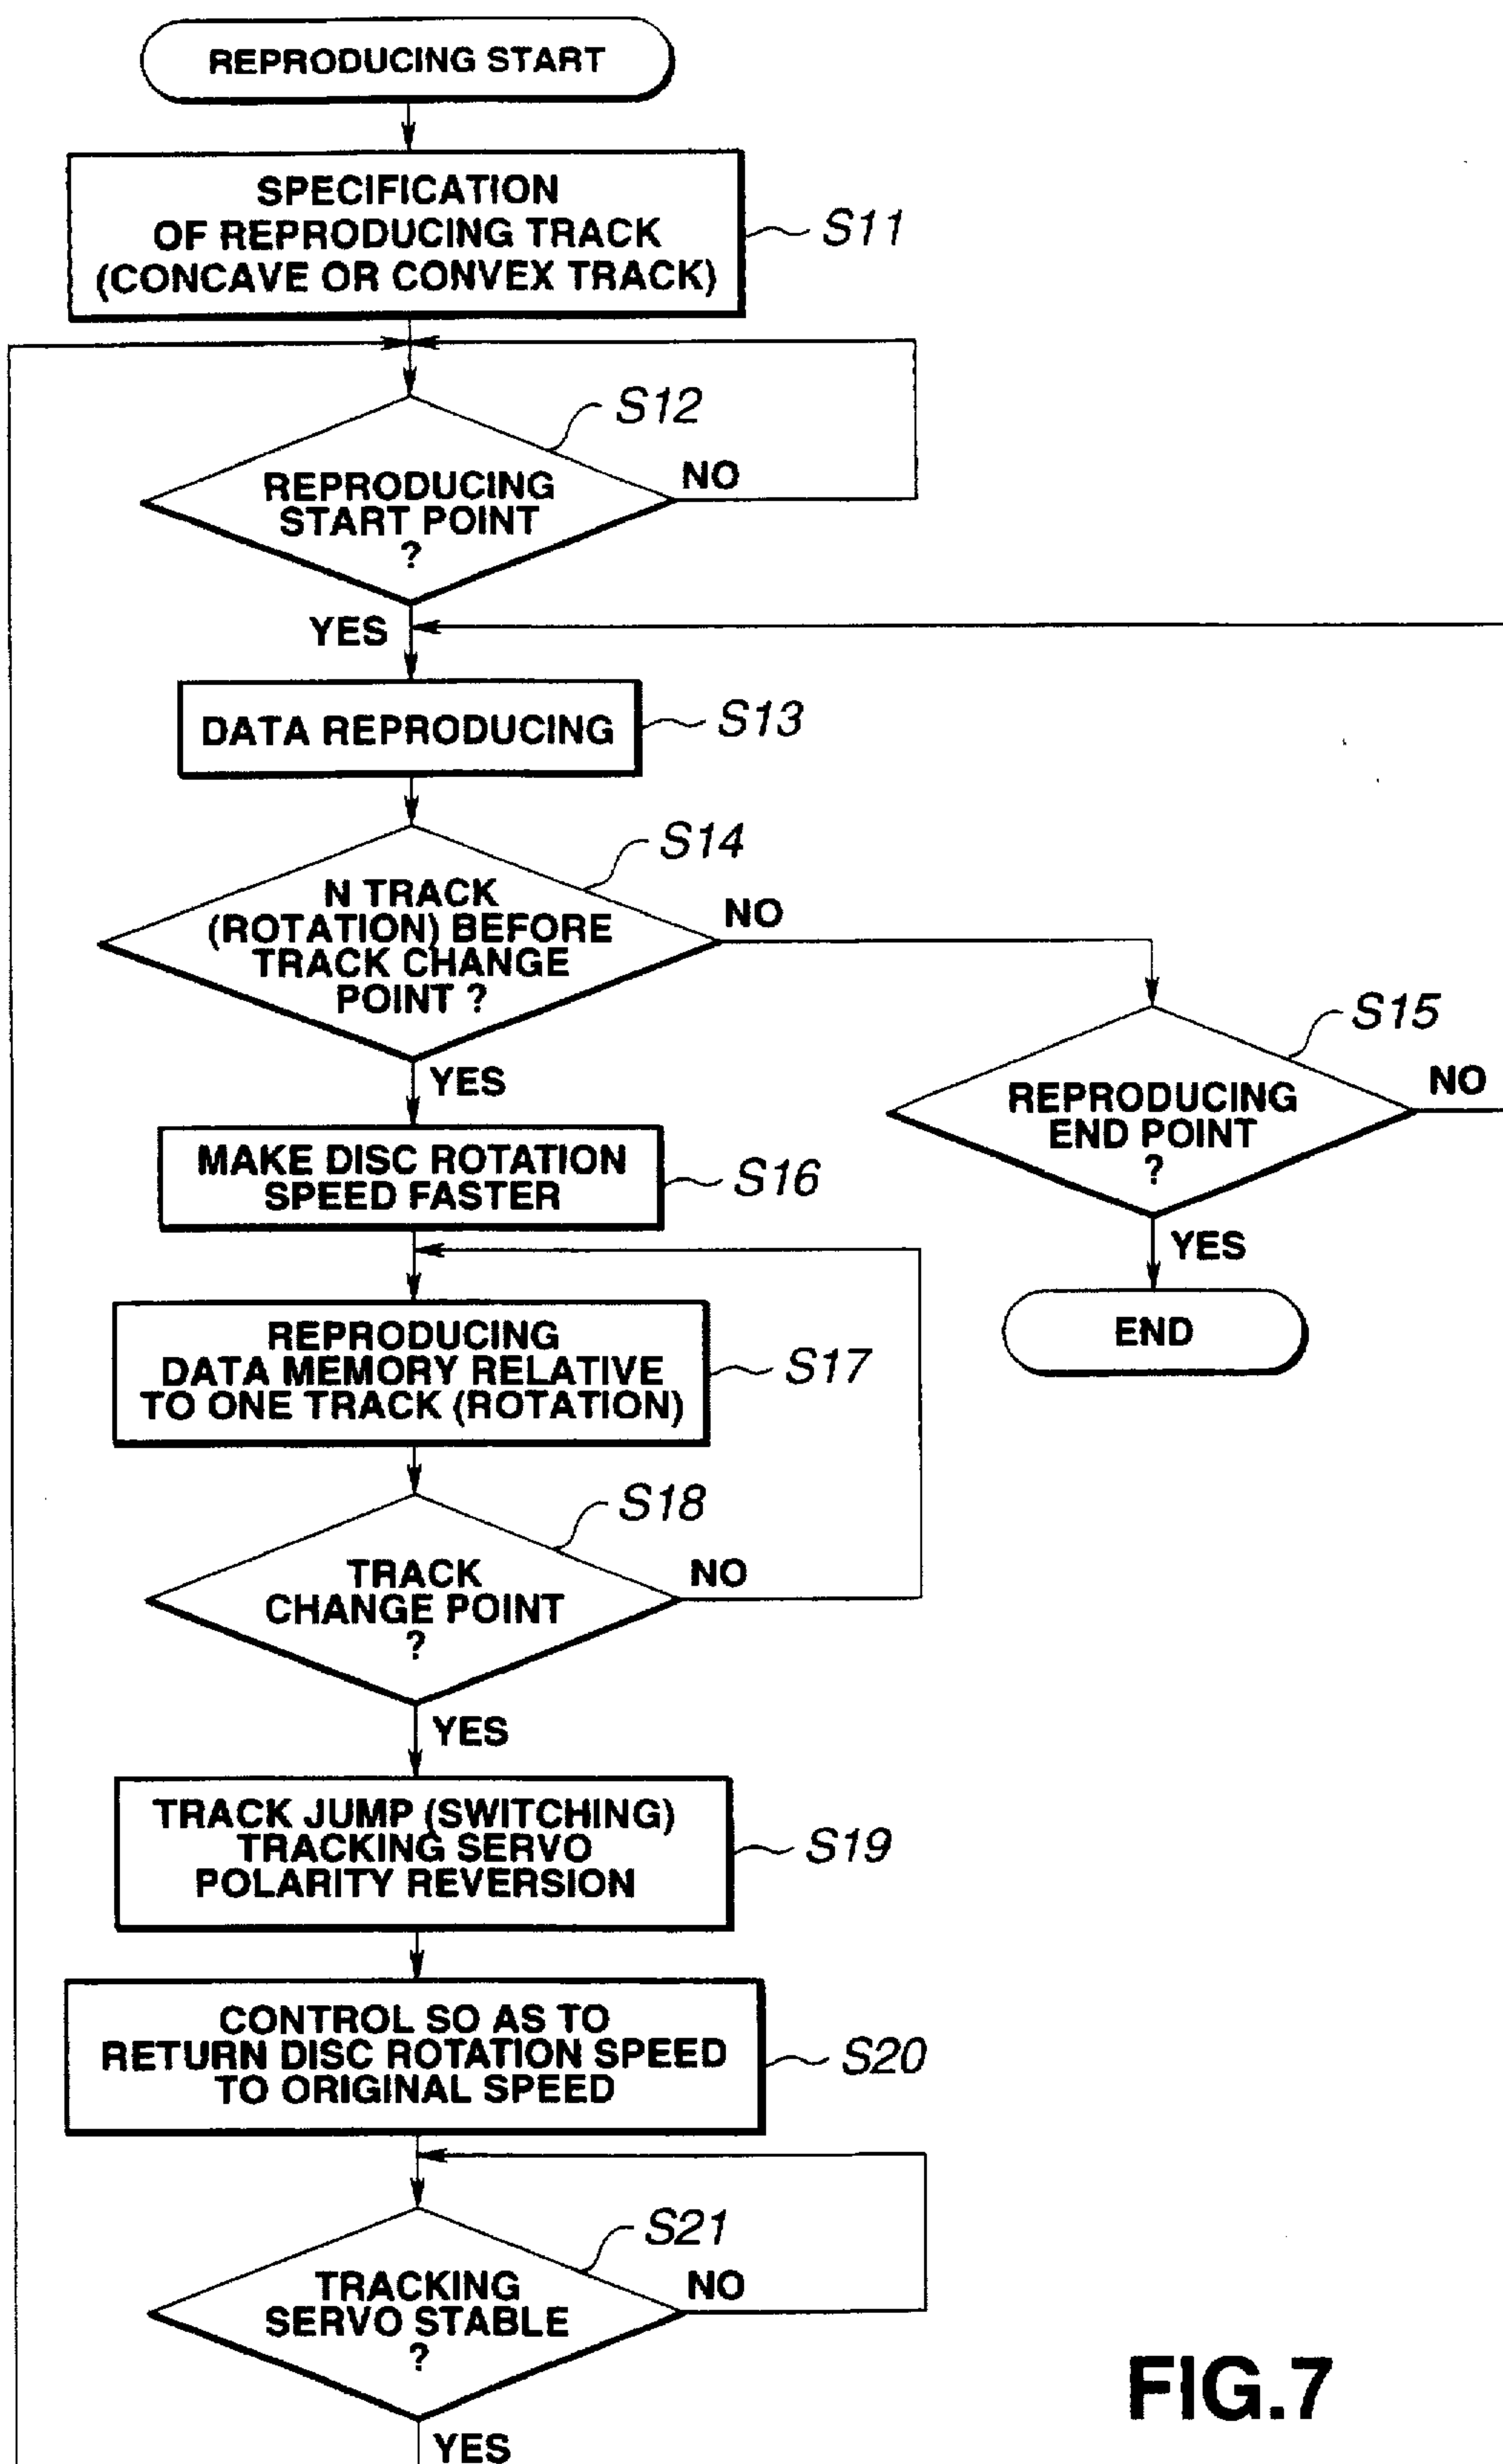 REPRODUCING START
SPECIFICATION
OF REPRODUCING TRACK
(CONCAVE OR CONVEX TRACK)
S11
S12
REPRODUCING
START POINT
?
NO
YES
DATA REPRODUCING
S13
S14
N TRACK
(ROTATION) BEFORE
TRACK CHANGE
POINT ?
NO
YES
S15
REPRODUCING
END POINT
?
NO
YES
END
MAKE DISC ROTATION
SPEED FASTER
S16
REPRODUCING
DATA MEMORY RELATIVE
TO ONE TRACK (ROTATION)
S17
S18
TRACK
CHANGE POINT
?
NO
YES
TRACK JUMP (SWITCHING)
TRACKING SERVO
POLARITY REVERSION
S19
CONTROL SO AS TO
RETURN DISC ROTATION SPEED
TO ORIGINAL SPEED
S20
S21
TRACKING
SERVO STABLE
?
NO
YES
FIG.7